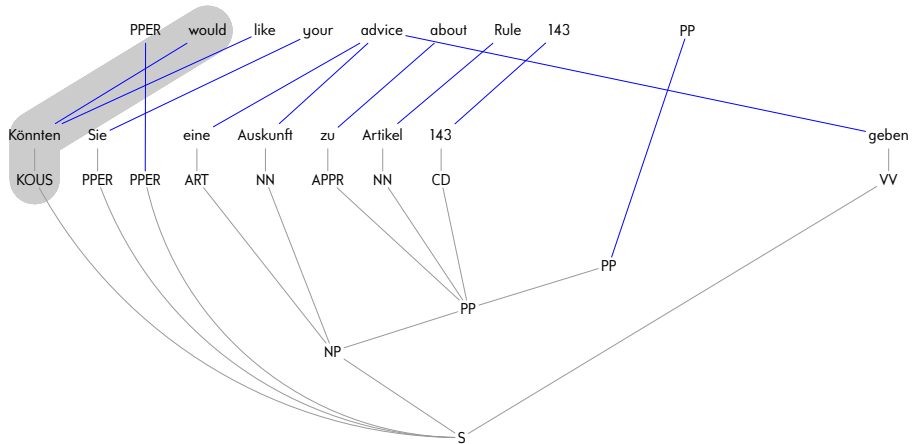 PPER would like your advice about Rule 143 PP
Könnten Sie eine Auskunft zu Artikel 143 geben
KOUS PPER PPER ART NN APPR NN CD VV
PP
PP
NP
S